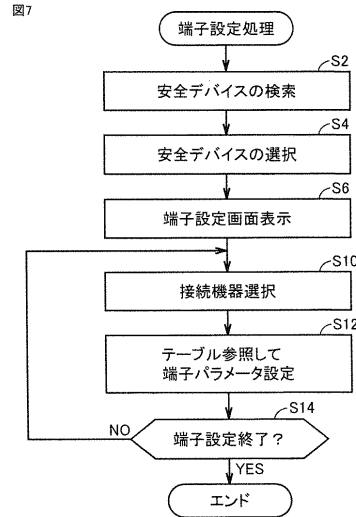 図7
端子設定処理
S2
安全デバイスの検索
S4
安全デバイスの選択
S6
端子設定画面表示
S10
接続機器選択
S12
テーブル参照して
端子パラメータ設定
S14
端子設定終了？
NO
YES
エンド